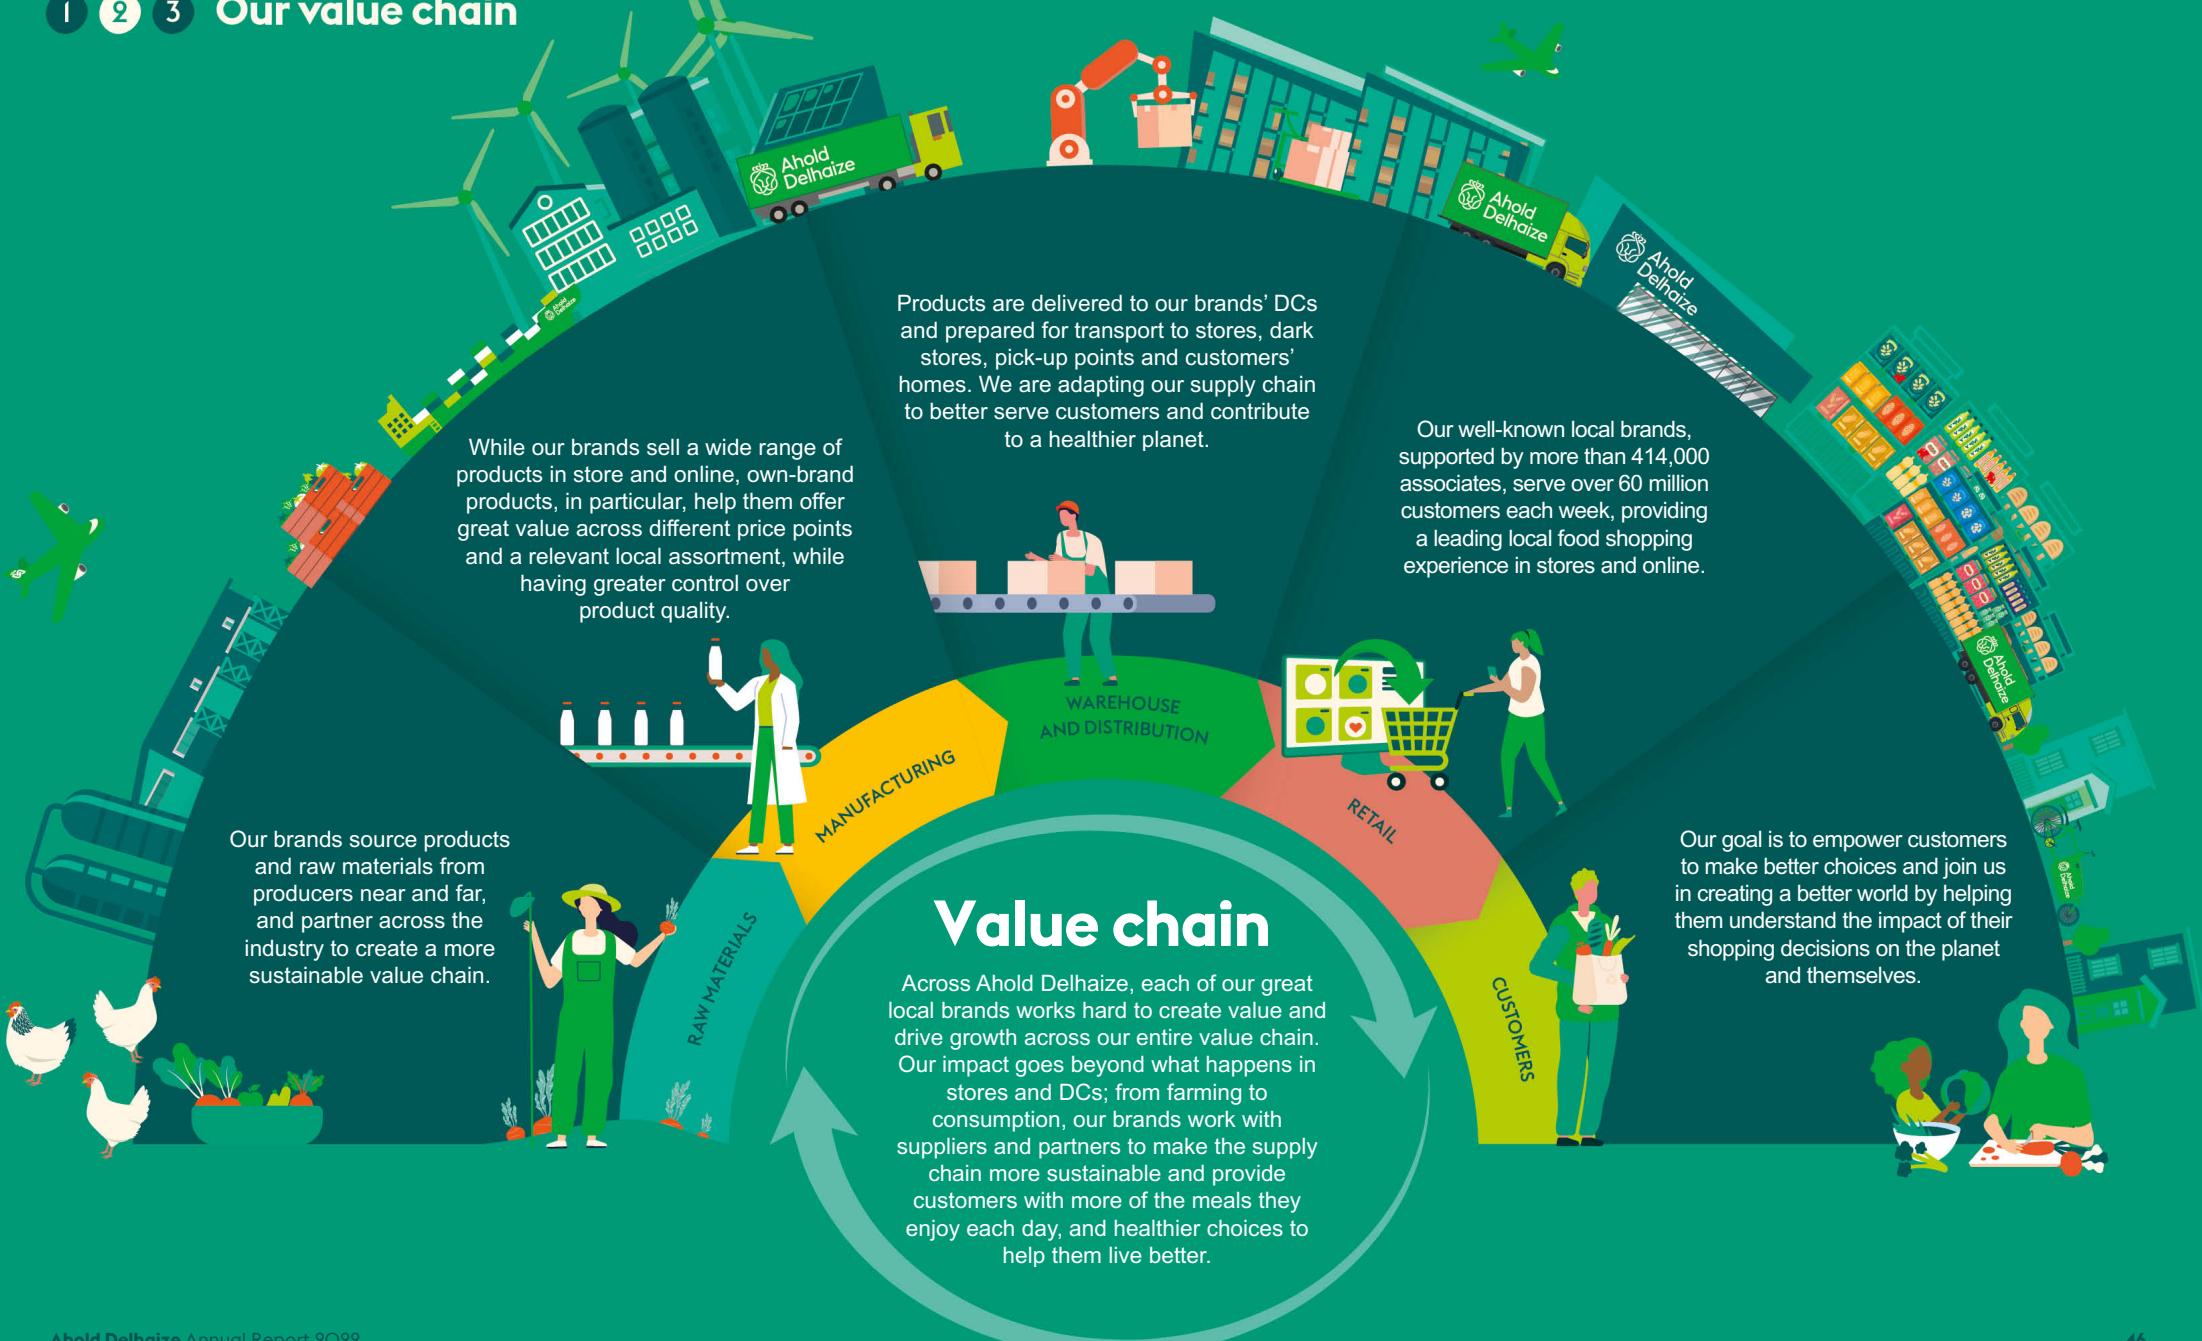 1 2 3 Our value chain
Ahold
Delhaize
Ahold
Delhaize
Ahold
Delhaize
Ahold
Delhaize
Products are delivered to our brands’ DCs
and prepared for transport to stores, dark
stores, pick-up points and customers’
homes. We are adapting our supply chain
to better serve customers and contribute
to a healthier planet.
While our brands sell a wide range of
products in store and online, own-brand
products, in particular, help them offer
great value across different price points
and a relevant local assortment, while
having greater control over
product quality.
Our well-known local brands,
supported by more than 414,000
associates, serve over 60 million
customers each week, providing
a leading local food shopping
experience in stores and online.
Ahold
Delhaize
Our brands source products
and raw materials from
producers near and far,
and partner across the
industry to create a more
sustainable value chain.
Our goal is to empower customers
to make better choices and join us
in creating a better world by helping
them understand the impact of their
shopping decisions on the planet
and themselves.
Ahold
Delhaize
RAW MATERIALS
MANUFACTURING
WAREHOUSE
AND DISTRIBUTION
RETAIL
CUSTOMERS
Value chain
Across Ahold Delhaize, each of our great
local brands works hard to create value and
drive growth across our entire value chain.
Our impact goes beyond what happens in
stores and DCs; from farming to
consumption, our brands work with
suppliers and partners to make the supply
chain more sustainable and provide
customers with more of the meals they
enjoy each day, and healthier choices to
help them live better.
Ahold Delhaize Annual Report 2022
46